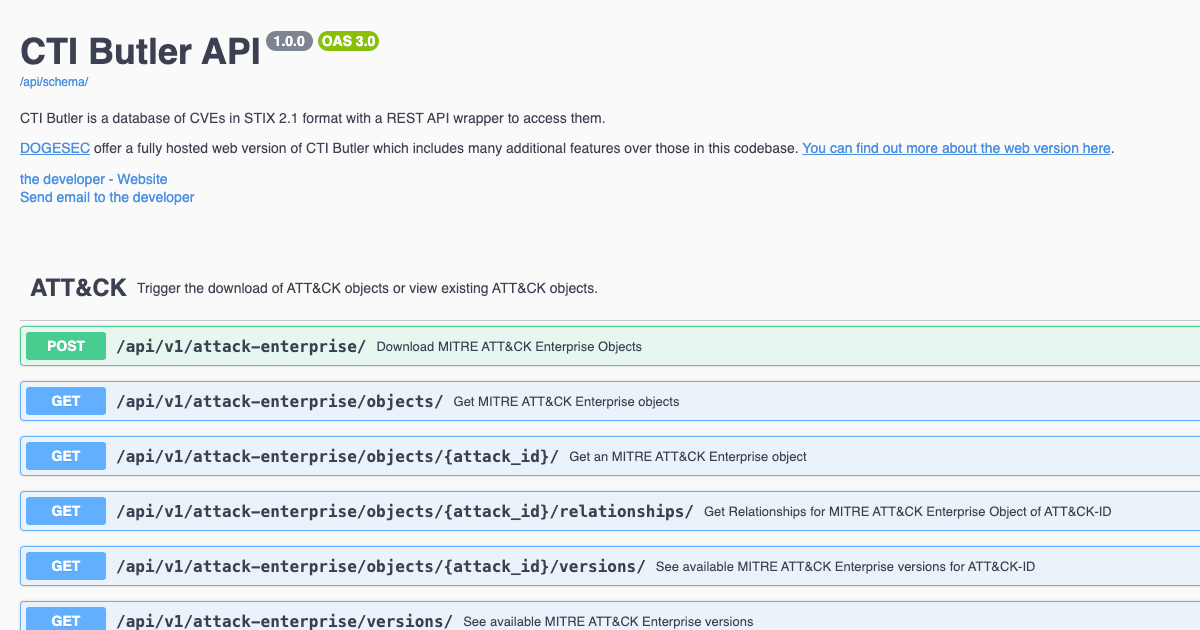 CTI Butler API 1.0.0 OAS 3.0
/api/schema/
CTI Butler is a database of CVEs in STIX 2.1 format with a REST API wrapper to access them.
DOGESEC offer a fully hosted web version of CTI Butler which includes many additional features over those in this codebase. You can find out more about the web version here.
the developer - Website
Send email to the developer
ATT&CK Trigger the download of ATT&CK objects or view existing ATT&CK objects.
POST /api/v1/attack-enterprise/ Download MITRE ATT&CK Enterprise Objects
GET /api/v1/attack-enterprise/objects/ Get MITRE ATT&CK Enterprise objects
GET /api/v1/attack-enterprise/objects/{attack_id}/ Get an MITRE ATT&CK Enterprise object
GET /api/v1/attack-enterprise/objects/{attack_id}/relationships/ Get Relationships for MITRE ATT&CK Enterprise Object of ATT&CK-ID
GET /api/v1/attack-enterprise/objects/{attack_id}/versions/ See available MITRE ATT&CK Enterprise versions for ATT&CK-ID
GET /api/v1/attack-enterprise/versions/ See available MITRE ATT&CK Enterprise versions